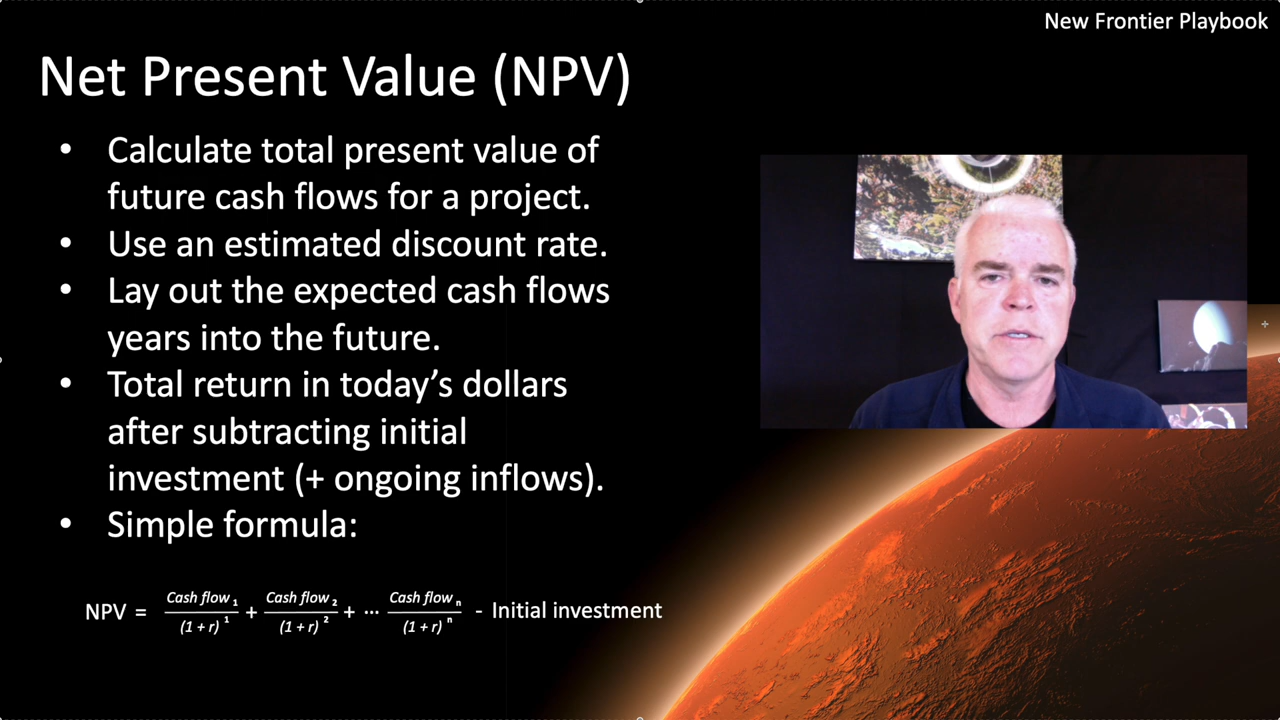 New Frontier Playbook
Net Present Value (NPV)
• Calculate total present value of
future cash flows for a project.
• Use an estimated discount rate.
• Lay out the expected cash flows
years into the future.
• Total return in today’s dollars
after subtracting initial
investment (+ ongoing inflows).
• Simple formula:
NPV = Cash flow 1 / (1 + r) 1 + Cash flow 2 / (1 + r) 2 + ... Cash flow n / (1 + r) n - Initial investment